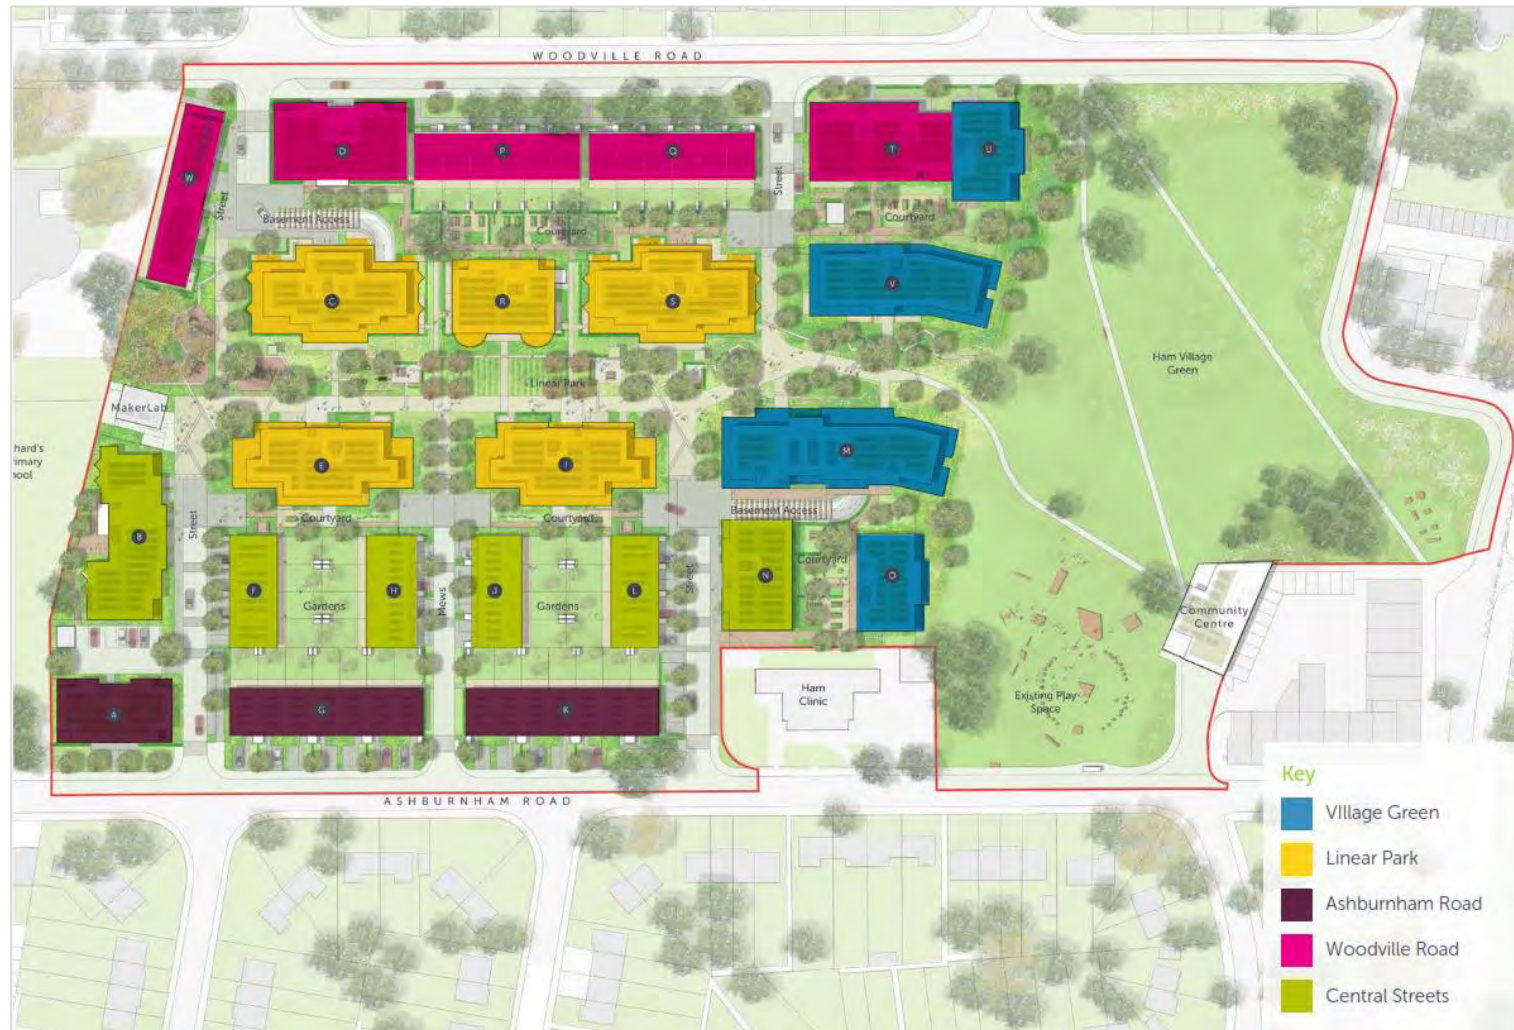 WOODVILLE ROAD
D
P
Q
T
U
W
Street
Street
Basement Access
Courtyard
Courtyard
C
R
S
V
Ham Village
Green
Linear Park
MakerLab
hard's
E
I
M
Courtyard
Courtyard
Basement Access
Street
B
F
H
J
L
N
O
Courtyard
Mews
Street
Gardens
Gardens
Community
Centre
A
G
K
Ham
Clinic
Existing Play
Space
ASHBURNHAM ROAD
Key
VIllage Green
Linear Park
Ashburnham Road
Woodville Road
Central Streets